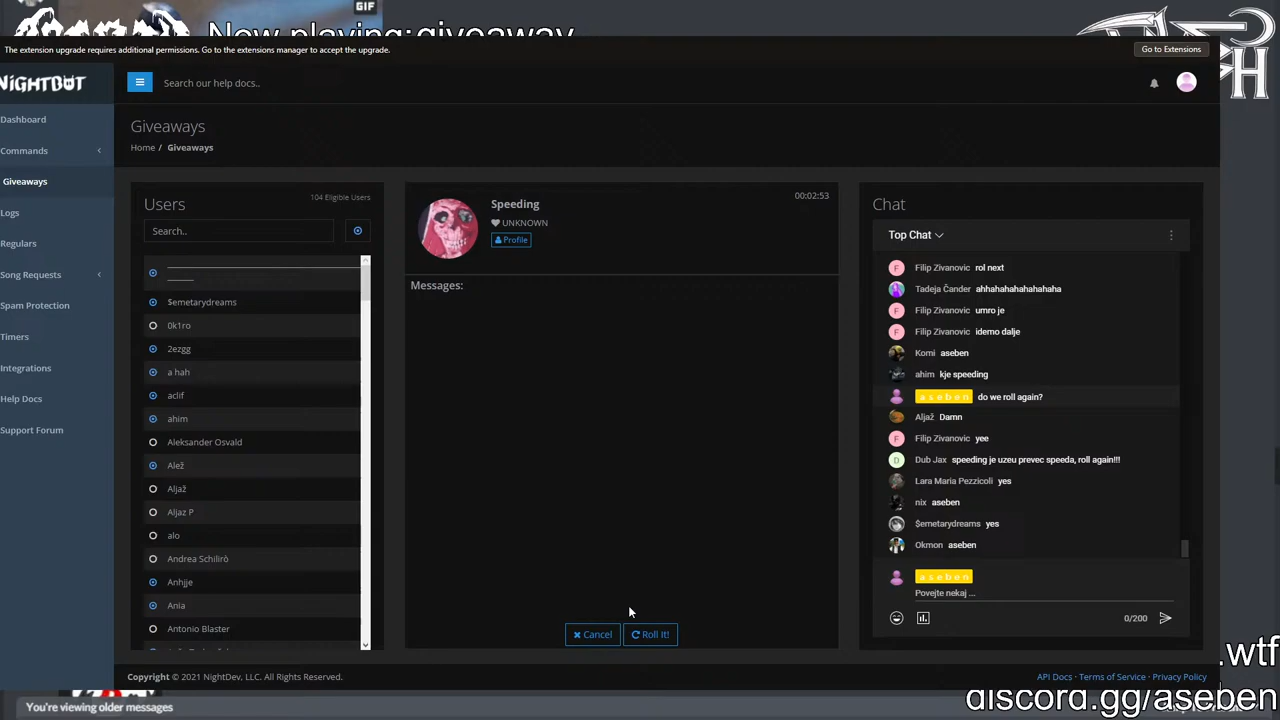 GIF
Now playing:giveaway
The extension upgrade requires additional permissions. Go to the extensions manager to accept the upgrade.
Go to Extensions
NIGHTBOT
Search our help docs..
Dashboard
Commands
Giveaways
Logs
Regulars
Song Requests
Spam Protection
Timers
Integrations
Help Docs
Support Forum
Giveaways
Home / Giveaways
Users
104 Eligible Users
Search..
$emetarydreams
0k1ro
2ezgg
a hah
aclif
ahim
Aleksander Osvald
Alež
Aljaž
Aljaz P
alo
Andrea Schilirò
Anhjje
Ania
Antonio Blaster
Speeding
UNKNOWN
Profile
00:02:53
Messages:
Cancel
Roll It!
Chat
Top Chat
Filip Zivanovic rol next
Tadeja Čander ahhahahahahahaha
Filip Zivanovic umro je
Filip Zivanovic idemo dalje
Komi aseben
ahim kje speeding
a s e b e n do we roll again?
Aljaž Damn
Filip Zivanovic yee
Dub Jax speeding je uzeu prevec speeda, roll again!!!
Lara Maria Pezzicoli yes
nix aseben
$emetarydreams yes
Okmon aseben
a s e b e n
Povejte nekaj ...
0/200
Copyright © 2021 NightDev, LLC. All Rights Reserved.
API Docs · Terms of Service · Privacy Policy
.wtf
discord.gg/aseben
You're viewing older messages